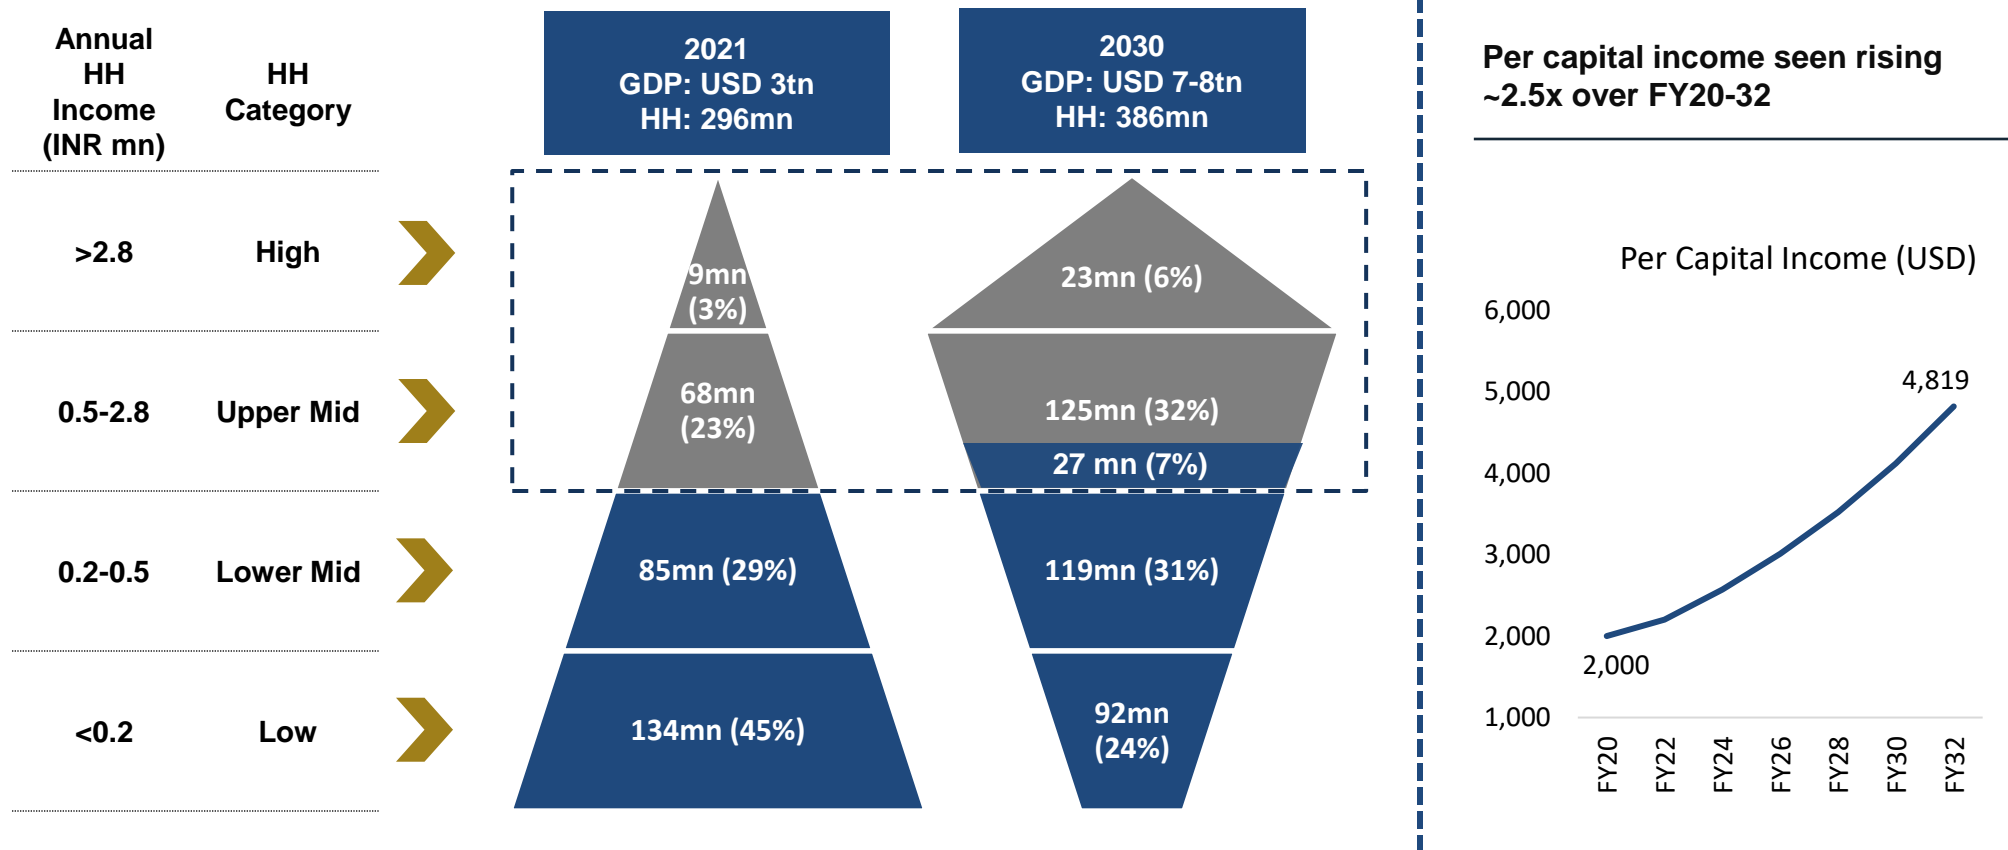 Annual
HH
Income
(INR mn)
HH
Category
2021
GDP: USD 3tn
HH: 296mn
2030
GDP: USD 7-8tn
HH: 386mn
>2.8
High
9mn
(3%)
23mn (6%)
0.5-2.8
Upper Mid
68mn
(23%)
125mn (32%)
27 mn (7%)
0.2-0.5
Lower Mid
85mn (29%)
119mn (31%)
<0.2
Low
134mn (45%)
92mn
(24%)
Per capital income seen rising
~2.5x over FY20-32
Per Capital Income (USD)
6,000
5,000
4,000
3,000
2,000
1,000
4,819
2,000
FY20
FY22
FY24
FY26
FY28
FY30
FY32